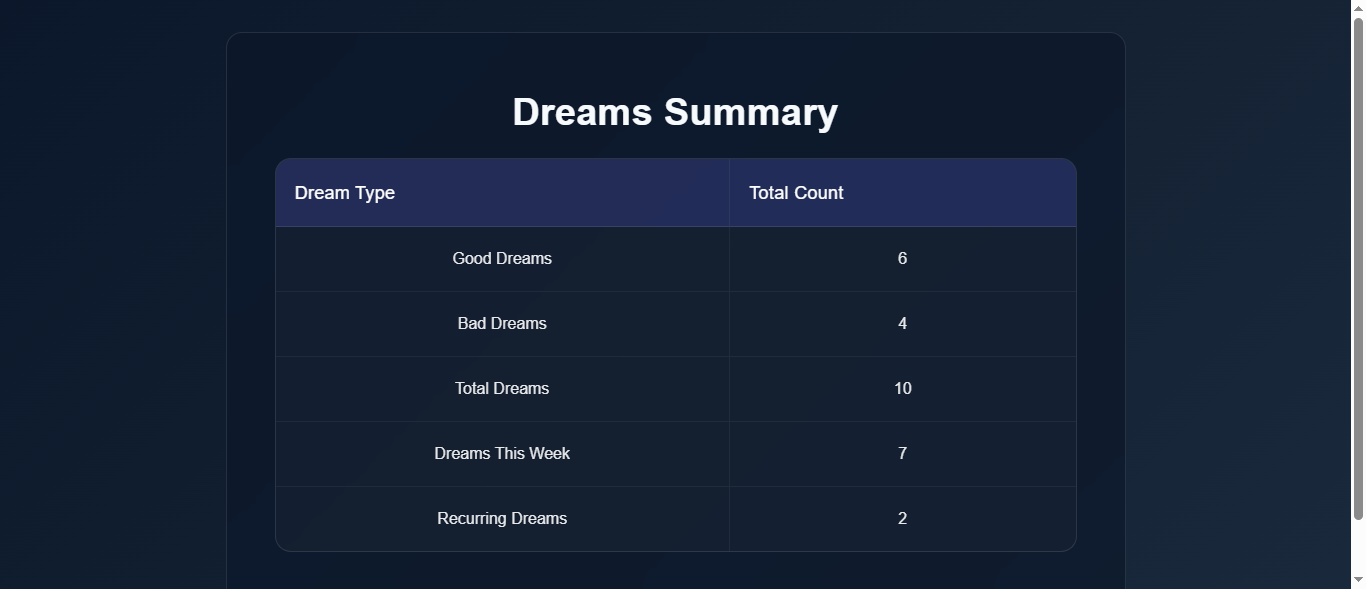 Dreams Summary
Dream Type Total Count
Good Dreams 6
Bad Dreams 4
Total Dreams 10
Dreams This Week 7
Recurring Dreams 2